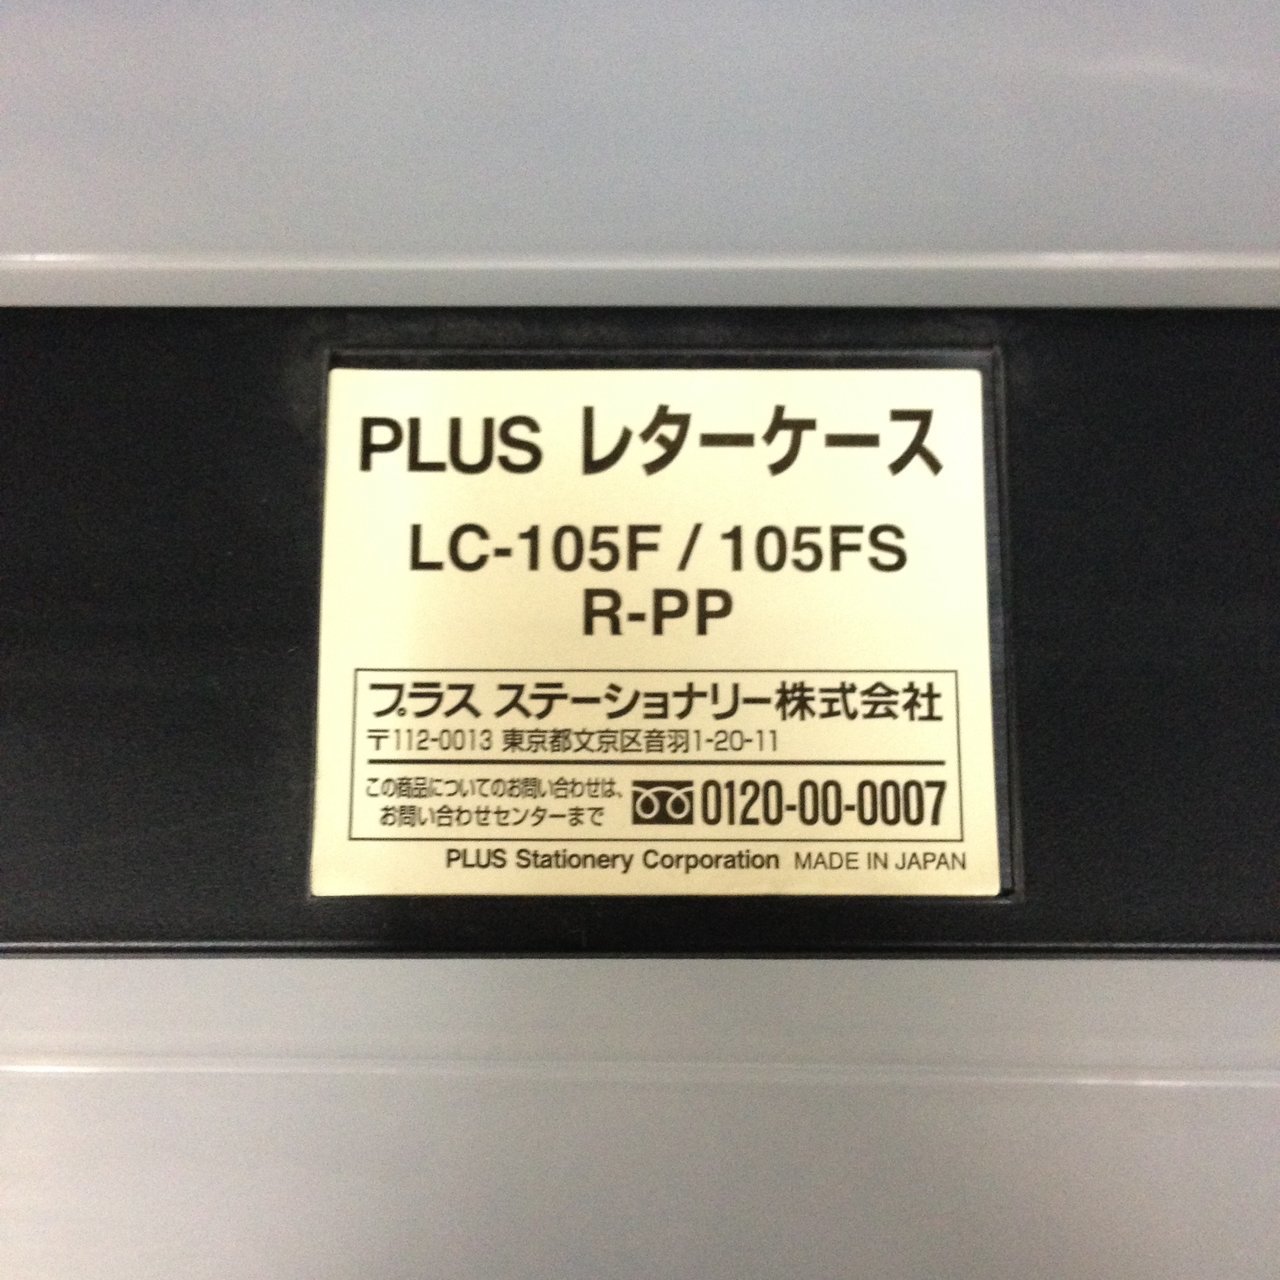 PLUS レターケース
LC-105F / 105FS
R-PP
プラス ステーショナリー株式会社
〒112-0013 東京都文京区音羽1-20-11
この商品についてのお問い合わせは、
お問い合わせセンターまで
0120-00-0007
PLUS Stationery Corporation MADE IN JAPAN